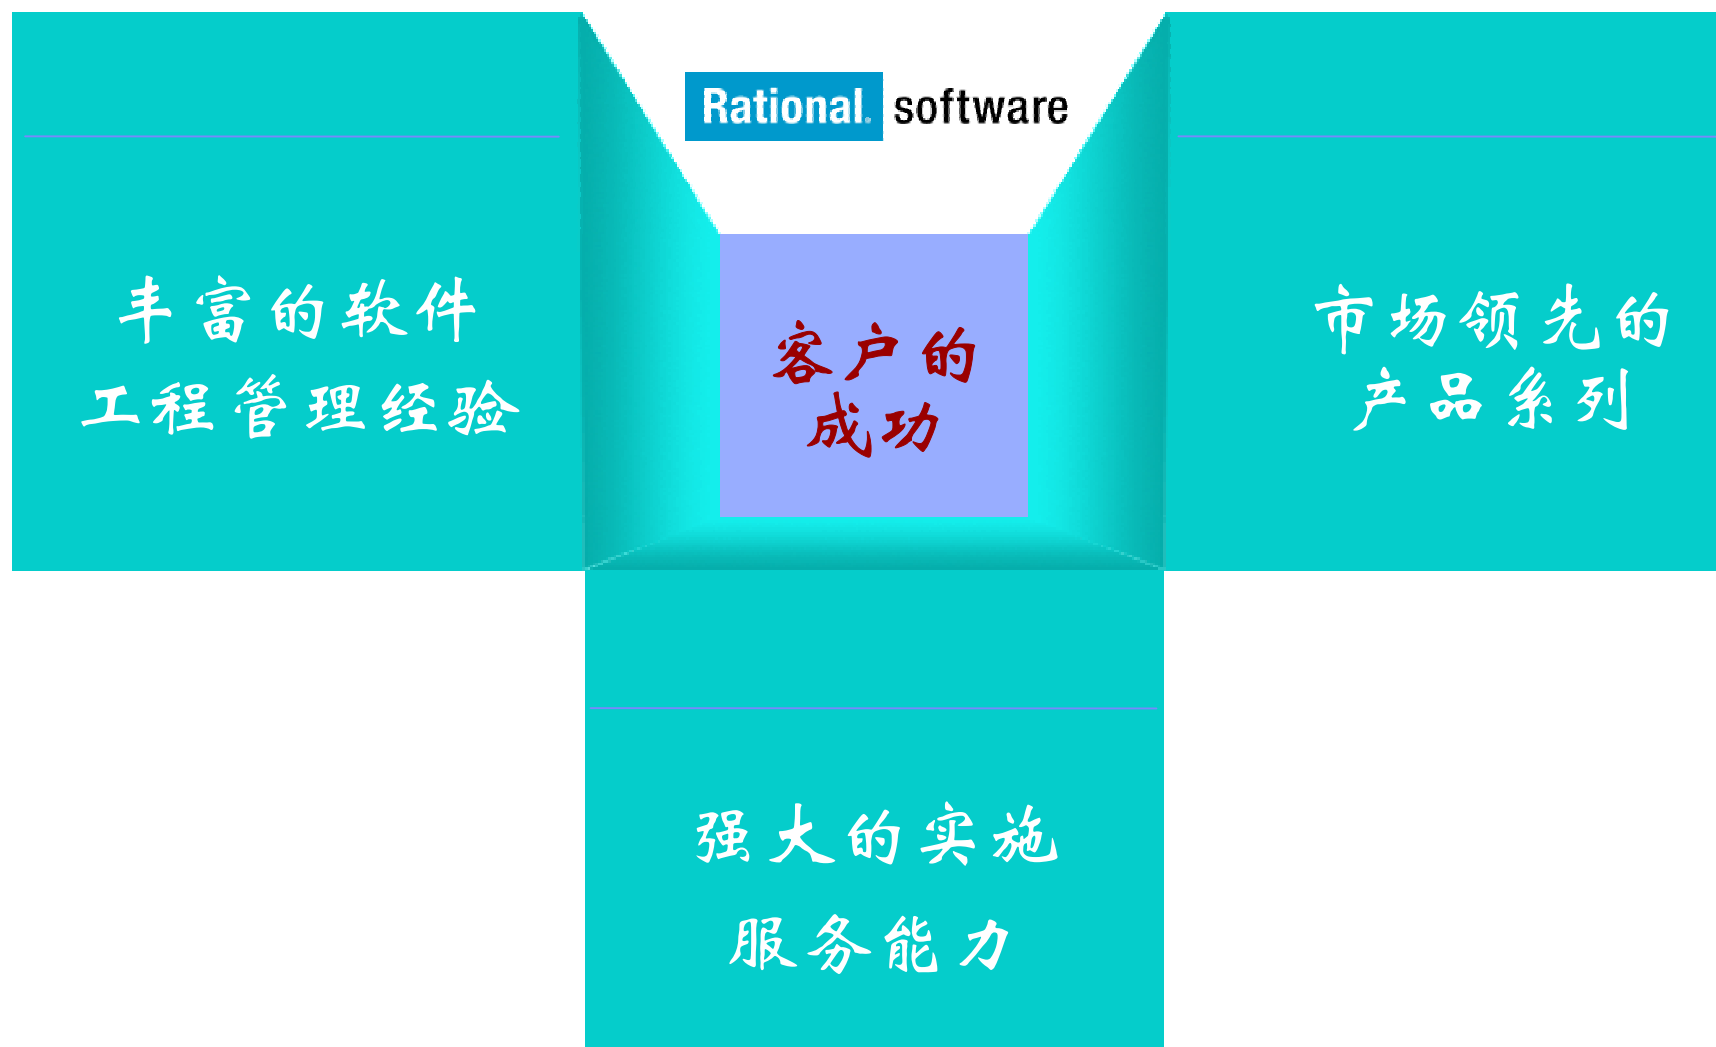 Rational. software
丰富的软件
工程管理经验
客户的
成功
市场领先的
产品系列
强大的实施
服务能力